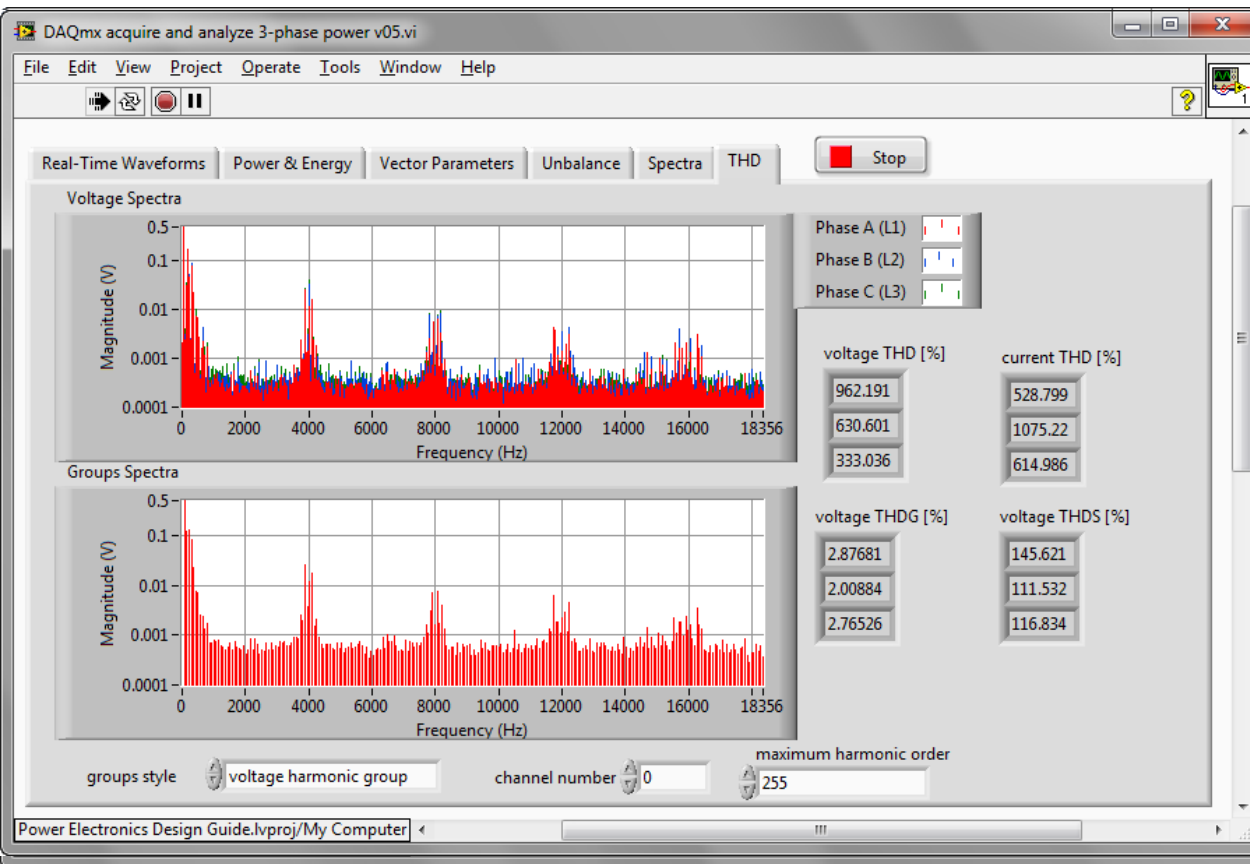 DAQmx acquire and analyze 3-phase power v05.vi
File Edit View Project Operate Tools Window Help
1
Real-Time Waveforms Power & Energy Vector Parameters Unbalance Spectra THD Stop
Voltage Spectra
0.5
0.1
0.01
0.001
0.0001
Magnitude (V)
0 2000 4000 6000 8000 10000 12000 14000 16000 18356
Frequency (Hz)
Phase A (L1)
Phase B (L2)
Phase C (L3)
voltage THD [%]
962.191
630.601
333.036
current THD [%]
528.799
1075.22
614.986
Groups Spectra
0.5
0.1
0.01
0.001
0.0001
Magnitude (V)
0 2000 4000 6000 8000 10000 12000 14000 16000 18356
Frequency (Hz)
voltage THDG [%]
2.87681
2.00884
2.76526
voltage THDS [%]
145.621
111.532
116.834
groups style voltage harmonic group
channel number 0
maximum harmonic order
255
Power Electronics Design Guide.lvproj/My Computer